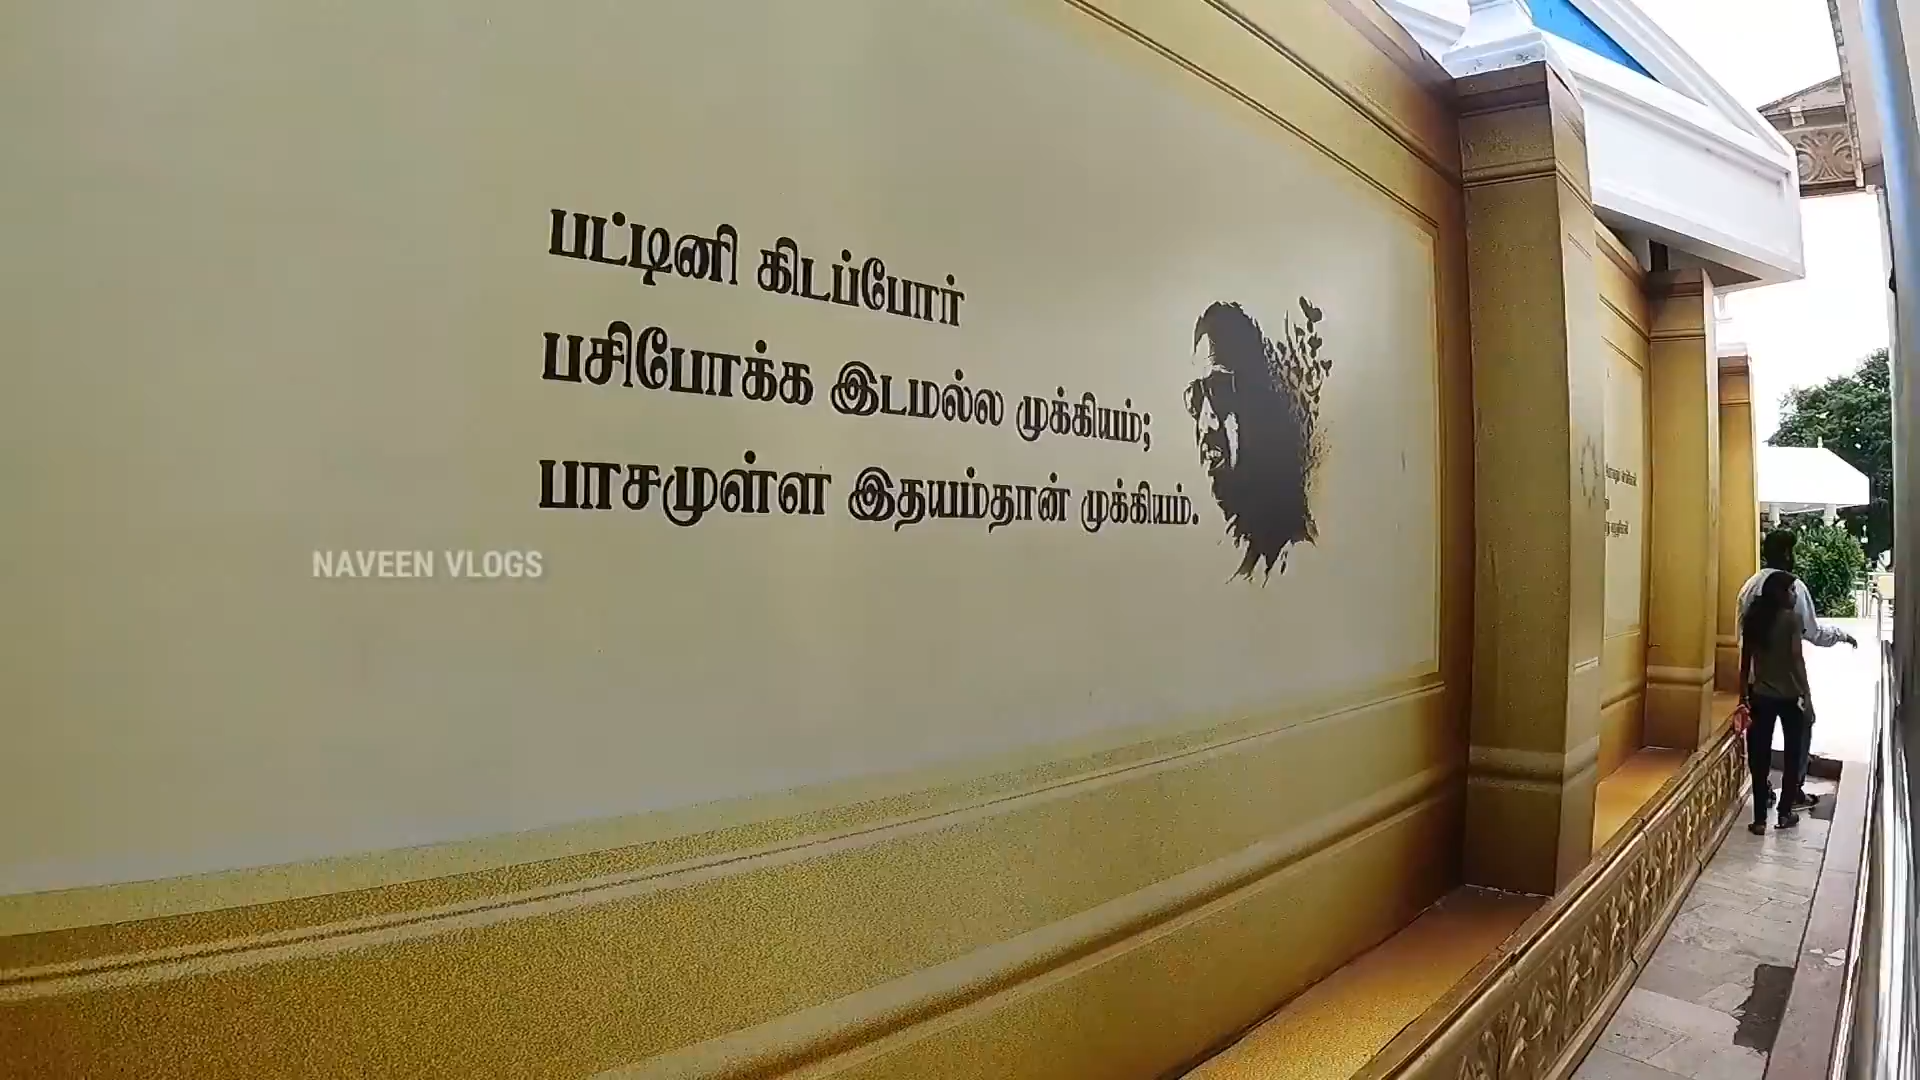 பட்டினி கிடப்போர்
பசிபோக்க இடமல்ல முக்கியம்;
பாசமுள்ள இதயம்தான் முக்கியம்.
NAVEEN VLOGS